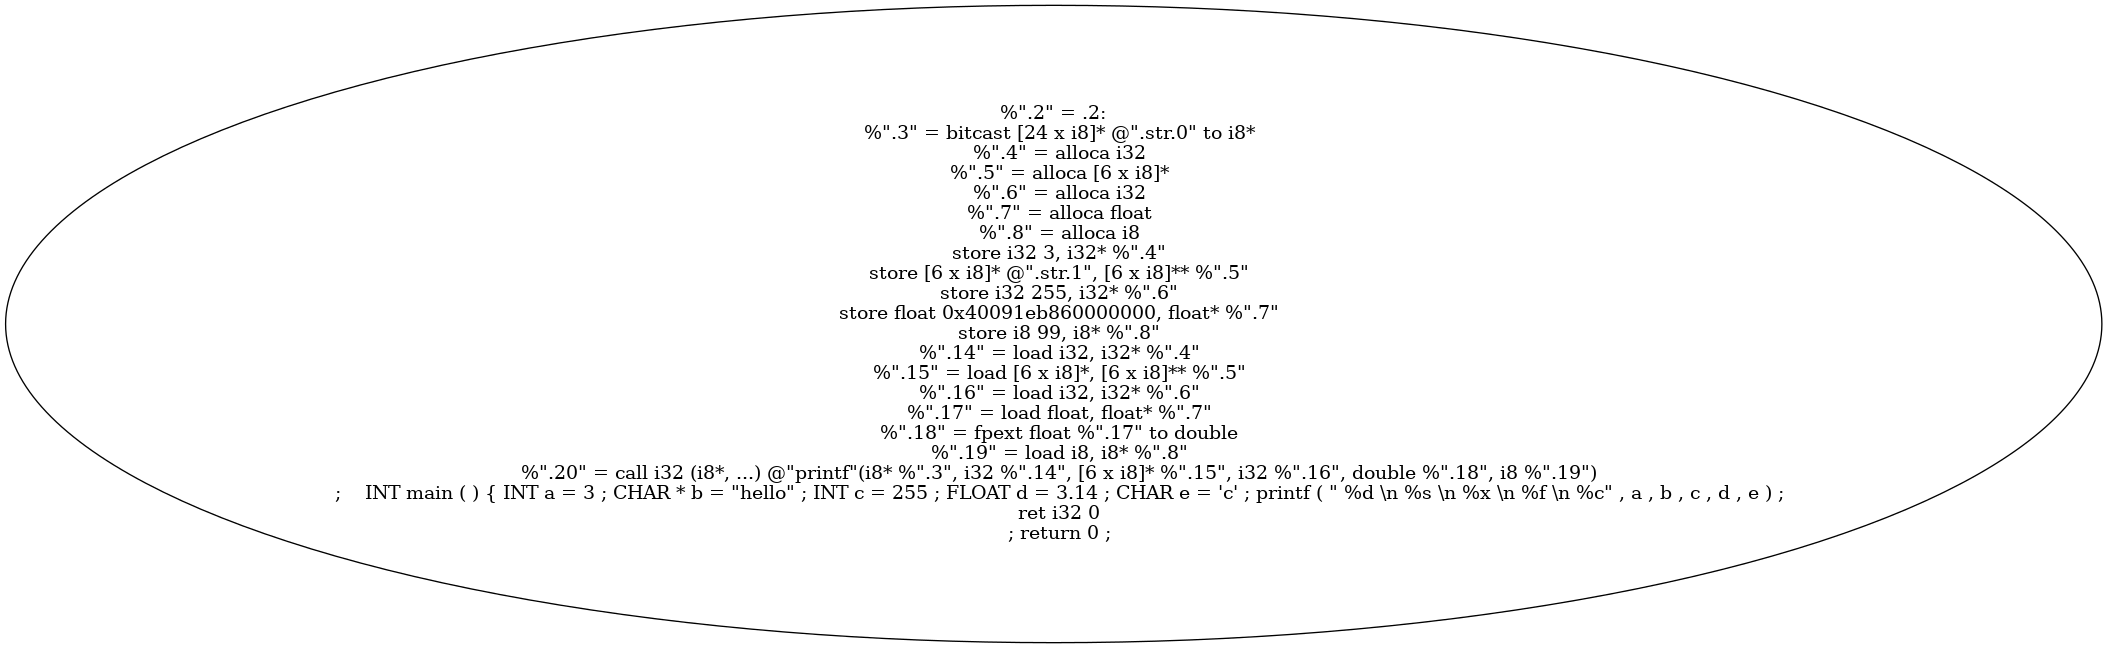 %".2" = .2:
%".3" = bitcast [24 x i8]* @".str.0" to i8*
%".4" = alloca i32
%".5" = alloca [6 x i8]*
%".6" = alloca i32
%".7" = alloca float
%".8" = alloca i8
store i32 3, i32* %".4"
store [6 x i8]* @".str.1", [6 x i8]** %".5"
store i32 255, i32* %".6"
store float 0x40091eb860000000, float* %".7"
store i8 99, i8* %".8"
%".14" = load i32, i32* %".4"
%".15" = load [6 x i8]*, [6 x i8]** %".5"
%".16" = load i32, i32* %".6"
%".17" = load float, float* %".7"
%".18" = fpext float %".17" to double
%".19" = load i8, i8* %".8"
%".20" = call i32 (i8*, ...) @"printf"(i8* %".3", i32 %".14", [6 x i8]* %".15", i32 %".16", double %".18", i8 %".19")
;    INT main ( ) { INT a = 3 ; CHAR * b = "hello" ; INT c = 255 ; FLOAT d = 3.14 ; CHAR e = 'c' ; printf ( " %d \n %s \n %x \n %f \n %c" , a , b , c , d , e ) ;
ret i32 0
; return 0 ;